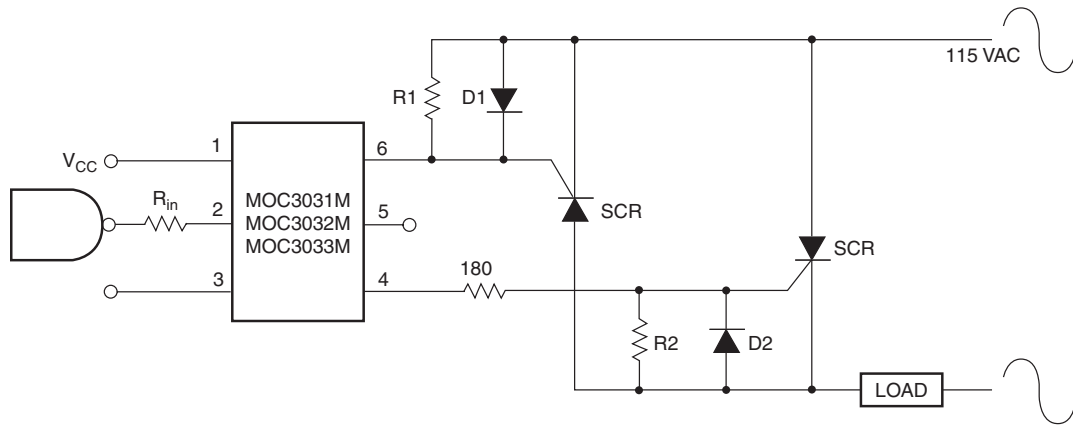 115 VAC
R1
D1
1
6
VCC
Rin
2
MOC3031M
MOC3032M
MOC3033M
5
SCR
SCR
3
4
180
R2
D2
LOAD